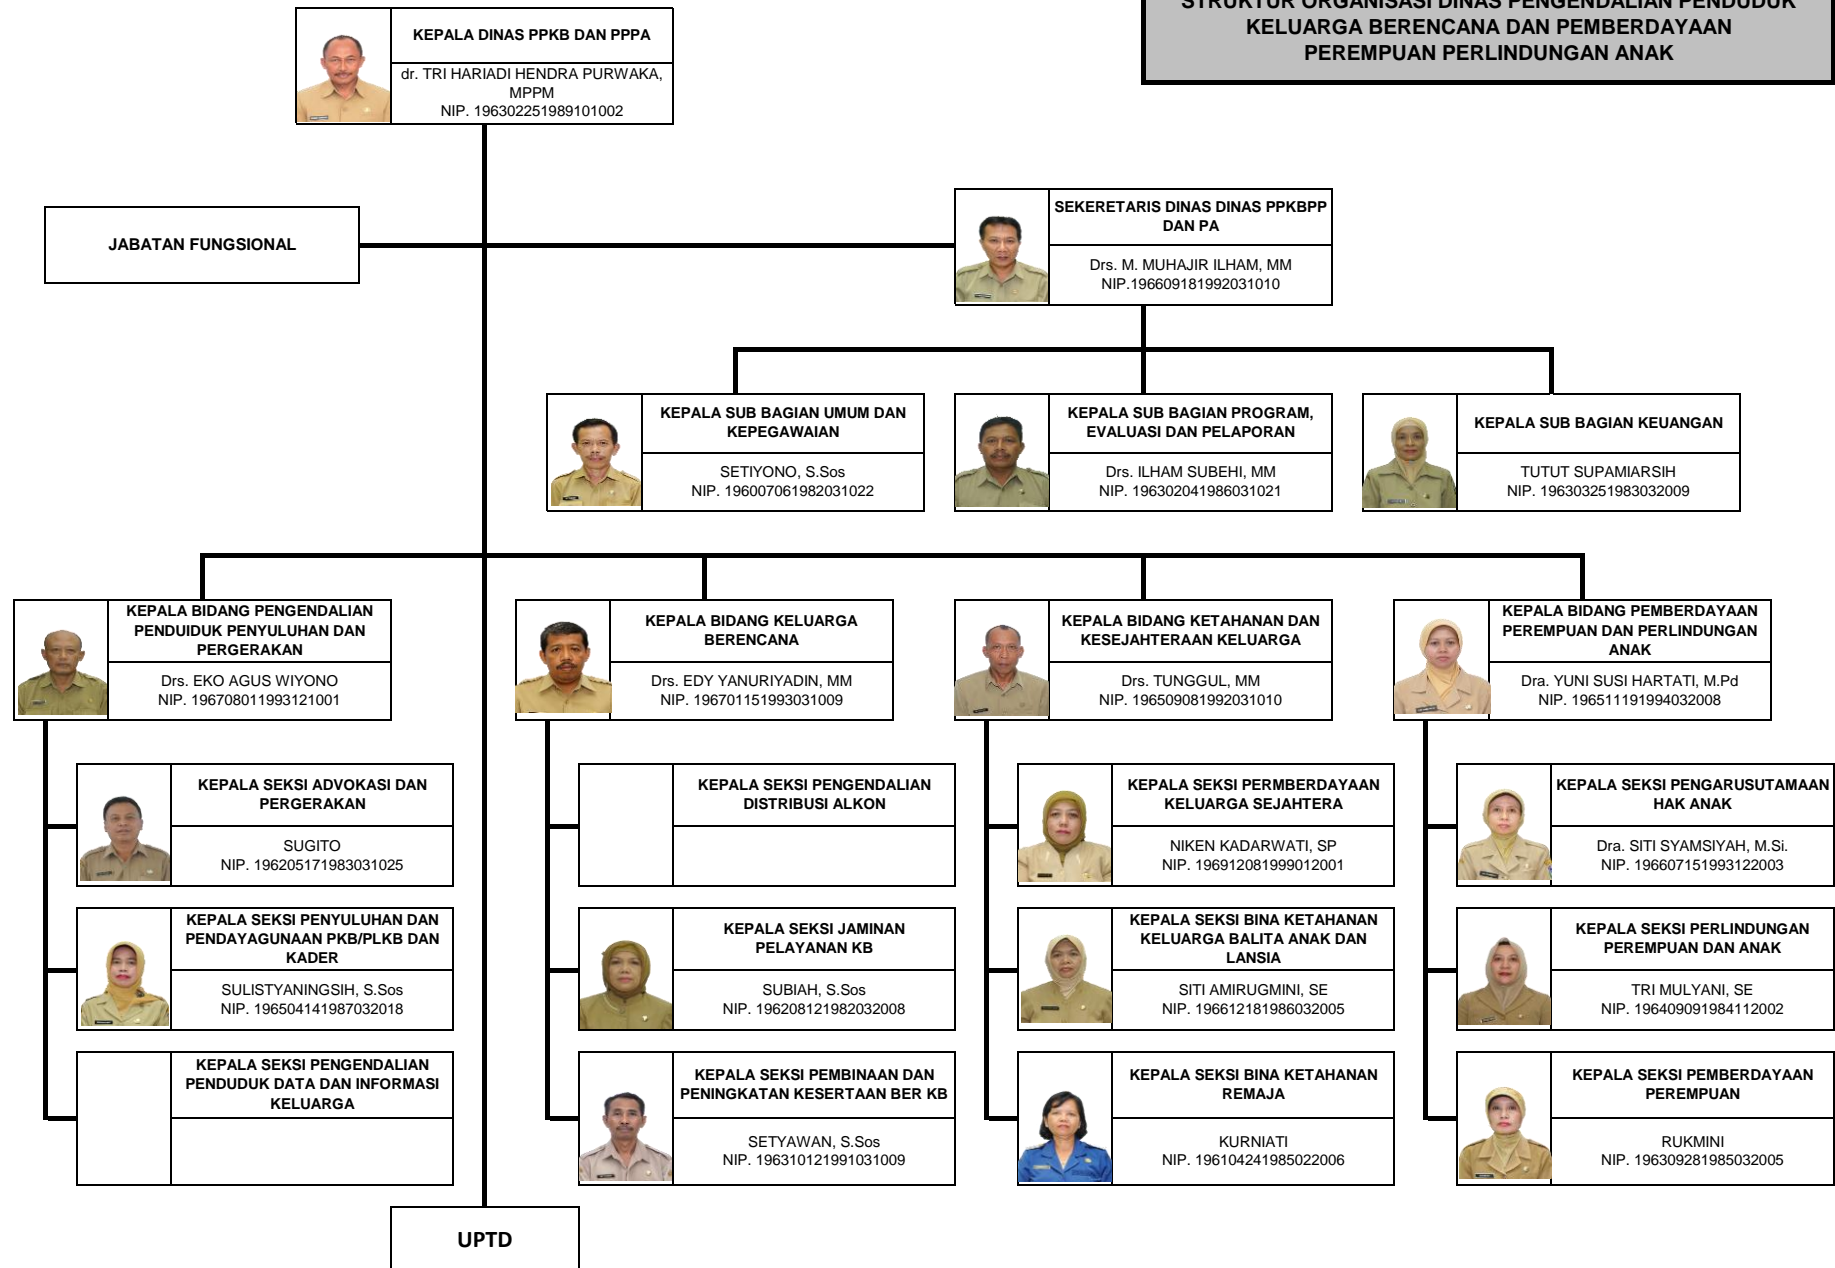 STRUKTUR ORGANISASI DINAS PENGENDALIAN PENDUDUK
KELUARGA BERENCANA DAN PEMBERDAYAAN
PEREMPUAN PERLINDUNGAN ANAK
KEPALA DINAS PPKB DAN PPPA
dr. TRI HARIADI HENDRA PURWAKA,
MPPM
NIP. 196302251989101002
JABATAN FUNGSIONAL
SEKERETARIS DINAS DINAS PPKBPP
DAN PA
Drs. M. MUHAJIR ILHAM, MM
NIP.196609181992031010
KEPALA SUB BAGIAN UMUM DAN
KEPEGAWAIAN
SETIYONO, S.Sos
NIP. 196007061982031022
KEPALA SUB BAGIAN PROGRAM,
EVALUASI DAN PELAPORAN
Drs. ILHAM SUBEHI, MM
NIP. 196302041986031021
KEPALA SUB BAGIAN KEUANGAN
TUTUT SUPAMIARSIH
NIP. 196303251983032009
KEPALA BIDANG PENGENDALIAN
PENDUIDUK PENYULUHAN DAN
PERGERAKAN
Drs. EKO AGUS WIYONO
NIP. 196708011993121001
KEPALA BIDANG KELUARGA
BERENCANA
Drs. EDY YANURIYADIN, MM
NIP. 196701151993031009
KEPALA BIDANG KETAHANAN DAN
KESEJAHTERAAN KELUARGA
Drs. TUNGGUL, MM
NIP. 196509081992031010
KEPALA BIDANG PEMBERDAYAAN
PEREMPUAN DAN PERLINDUNGAN
ANAK
Dra. YUNI SUSI HARTATI, M.Pd
NIP. 196511191994032008
KEPALA SEKSI ADVOKASI DAN
PERGERAKAN
SUGITO
NIP. 196205171983031025
KEPALA SEKSI PENGENDALIAN
DISTRIBUSI ALKON
KEPALA SEKSI PERMBERDAYAAN
KELUARGA SEJAHTERA
NIKEN KADARWATI, SP
NIP. 196912081999012001
KEPALA SEKSI PENGARUSUTAMAAN
HAK ANAK
Dra. SITI SYAMSIYAH, M.Si.
NIP. 196607151993122003
KEPALA SEKSI PENYULUHAN DAN
PENDAYAGUNAAN PKB/PLKB DAN
KADER
SULISTYANINGSIH, S.Sos
NIP. 196504141987032018
KEPALA SEKSI JAMINAN
PELAYANAN KB
SUBIAH, S.Sos
NIP. 196208121982032008
KEPALA SEKSI BINA KETAHANAN
KELUARGA BALITA ANAK DAN
LANSIA
SITI AMIRUGMINI, SE
NIP. 196612181986032005
KEPALA SEKSI PERLINDUNGAN
PEREMPUAN DAN ANAK
TRI MULYANI, SE
NIP. 196409091984112002
KEPALA SEKSI PENGENDALIAN
PENDUDUK DATA DAN INFORMASI
KELUARGA
KEPALA SEKSI PEMBINAAN DAN
PENINGKATAN KESERTAAN BER KB
SETYAWAN, S.Sos
NIP. 196310121991031009
KEPALA SEKSI BINA KETAHANAN
REMAJA
KURNIATI
NIP. 196104241985022006
KEPALA SEKSI PEMBERDAYAAN
PEREMPUAN
RUKMINI
NIP. 196309281985032005
UPTD